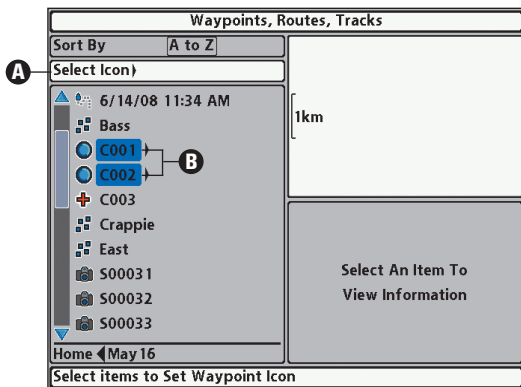 Waypoints, Routes, Tracks
Sort By A to Z
A
Select Icon
6/14/08 11:34 AM
Bass
C001
B
C002
C003
Crappie
East
S00031
S00032
S00033
Home May 16
1km
Select An Item To
View Information
Select items to Set Waypoint Icon